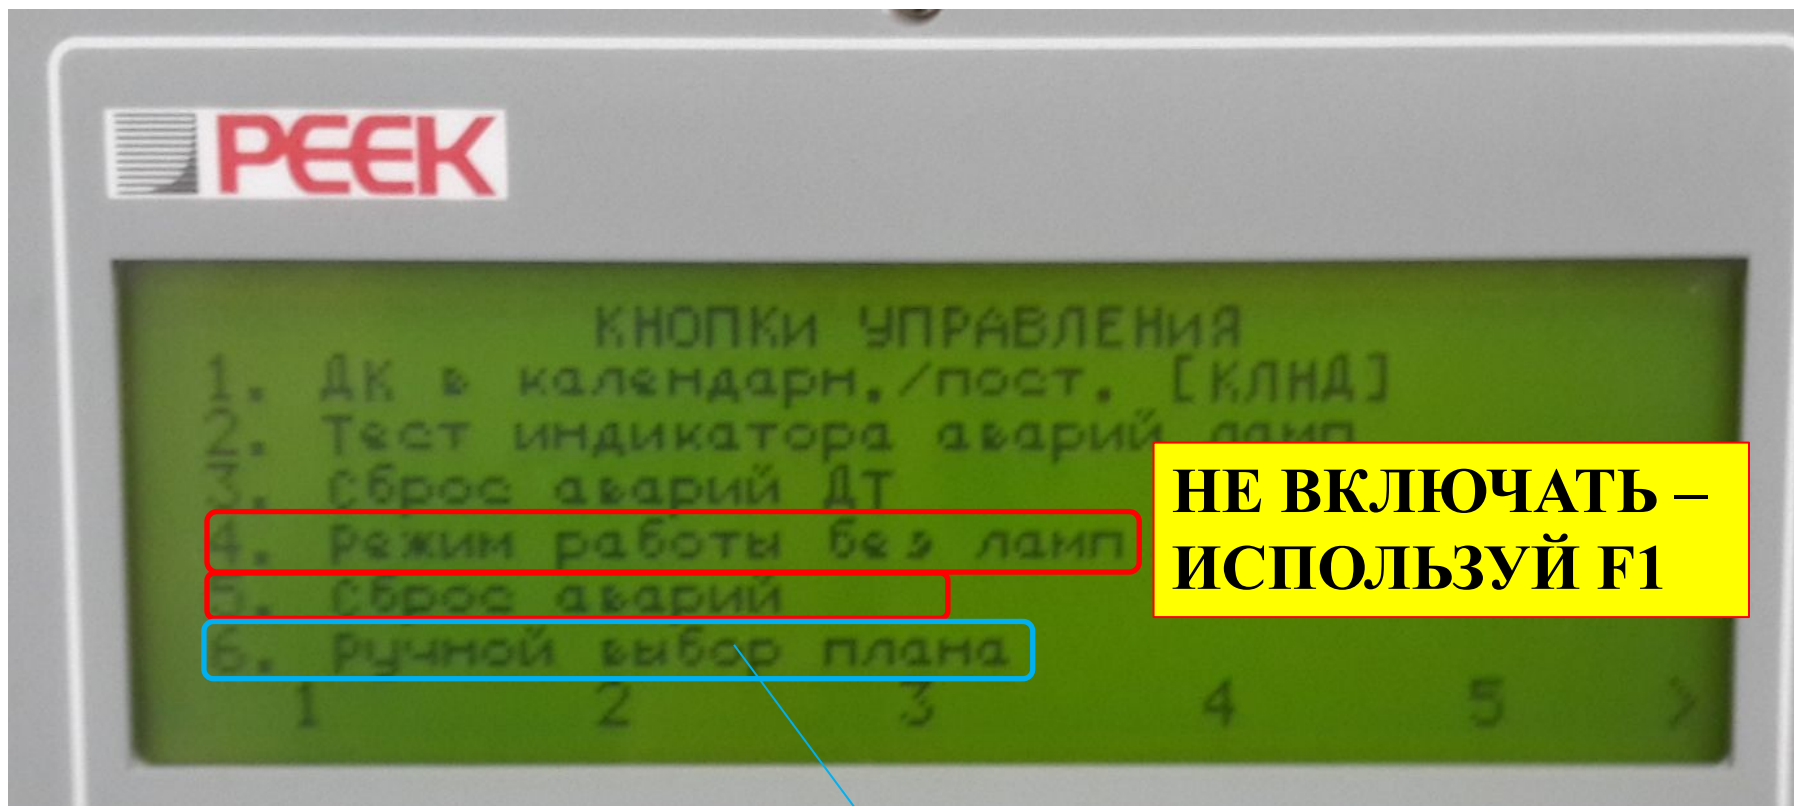 PEEK
КНОПКИ УПРАВЛЕНИЯ
1. ДК в календарн./пост. [КЛНД]
2. Тест индикатора аварий ламп
3. Сброс аварий ДТ
4. Режим работы без ламп
5. Сброс аварий
6. Ручной выбор плана
1 2 3 4 5 >
НЕ ВКЛЮЧАТЬ –
ИСПОЛЬЗУЙ F1